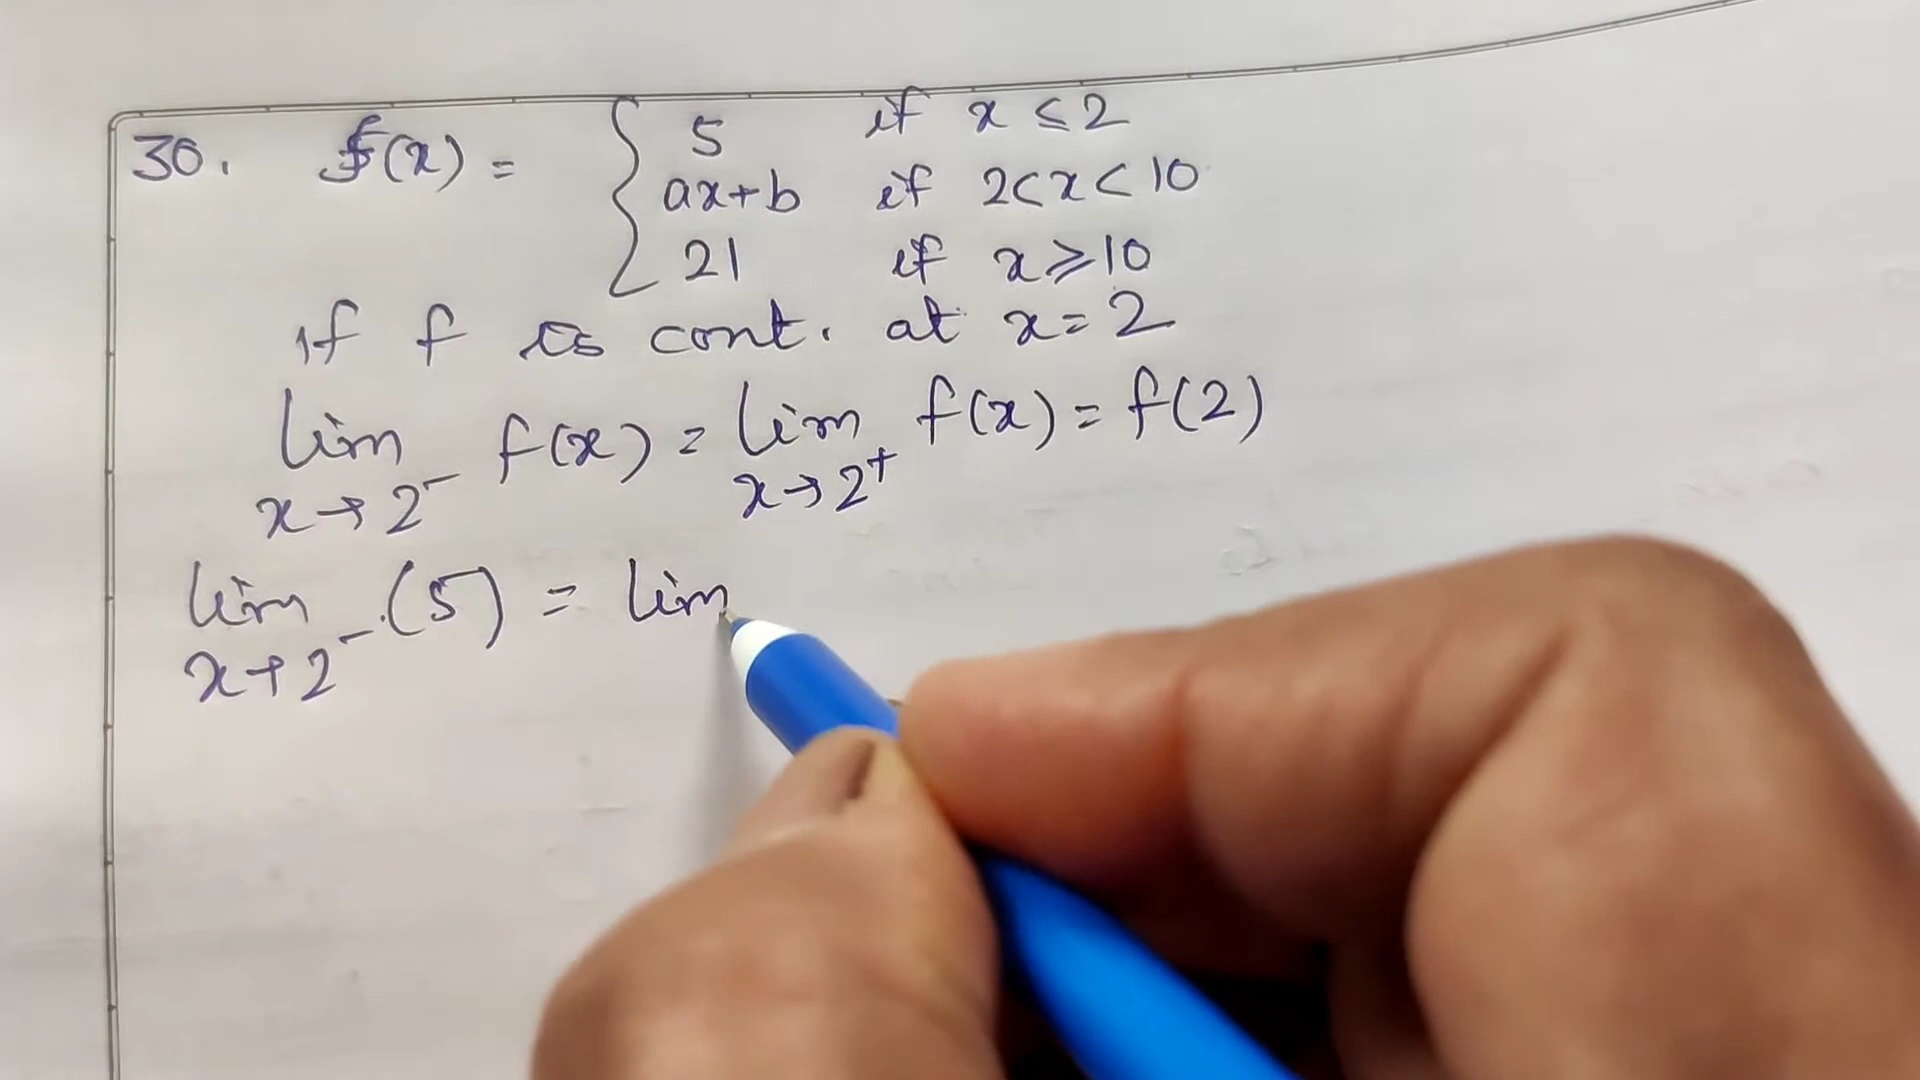 30. f(x) = { 5 if x ≤ 2
ax+b if 2<x<10
21 if x ≥ 10
If f is cont. at x = 2
lim x→2⁻ f(x) = lim x→2⁺ f(x) = f(2)
lim x→2⁻ (5) = lim